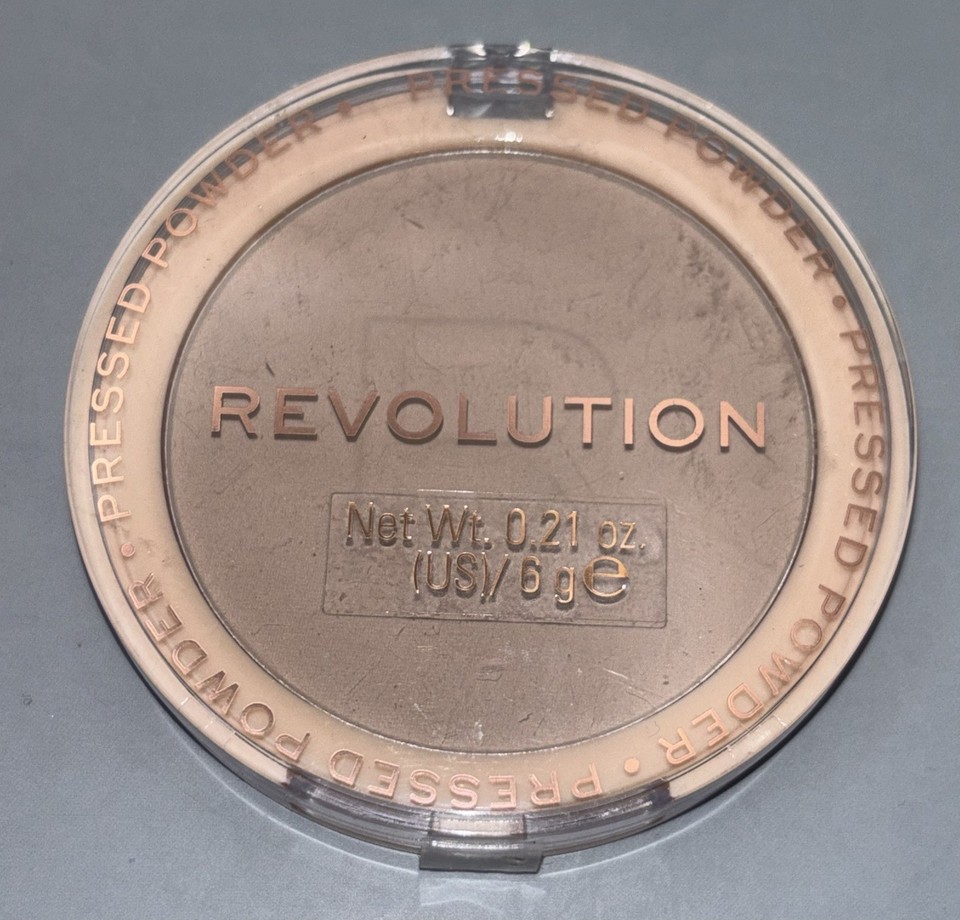 PRESSED POWDER • PRESSED POWDER • PRESSED POWDER • PRESSED POWDER •
REVOLUTION
Net Wt. 0.21 oz.
(US)/ 6 g e